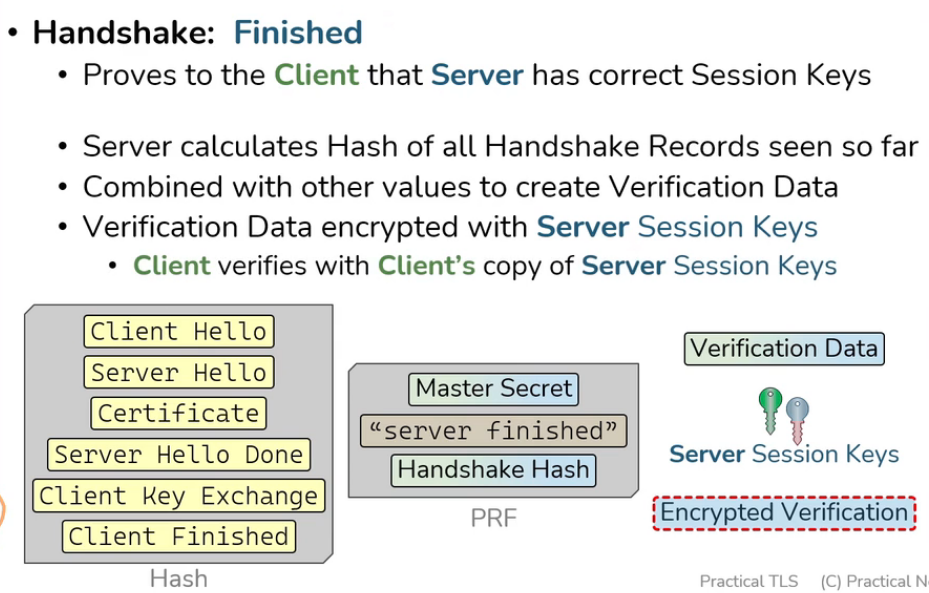 • Handshake: Finished
• Proves to the Client that Server has correct Session Keys
• Server calculates Hash of all Handshake Records seen so far
• Combined with other values to create Verification Data
• Verification Data encrypted with Server Session Keys
• Client verifies with Client's copy of Server Session Keys
Client Hello
Server Hello
Certificate
Server Hello Done
Client Key Exchange
Client Finished
Hash
Master Secret
“server finished”
Handshake Hash
PRF
Verification Data
Server Session Keys
Encrypted Verification
Practical TLS (C) Practical N